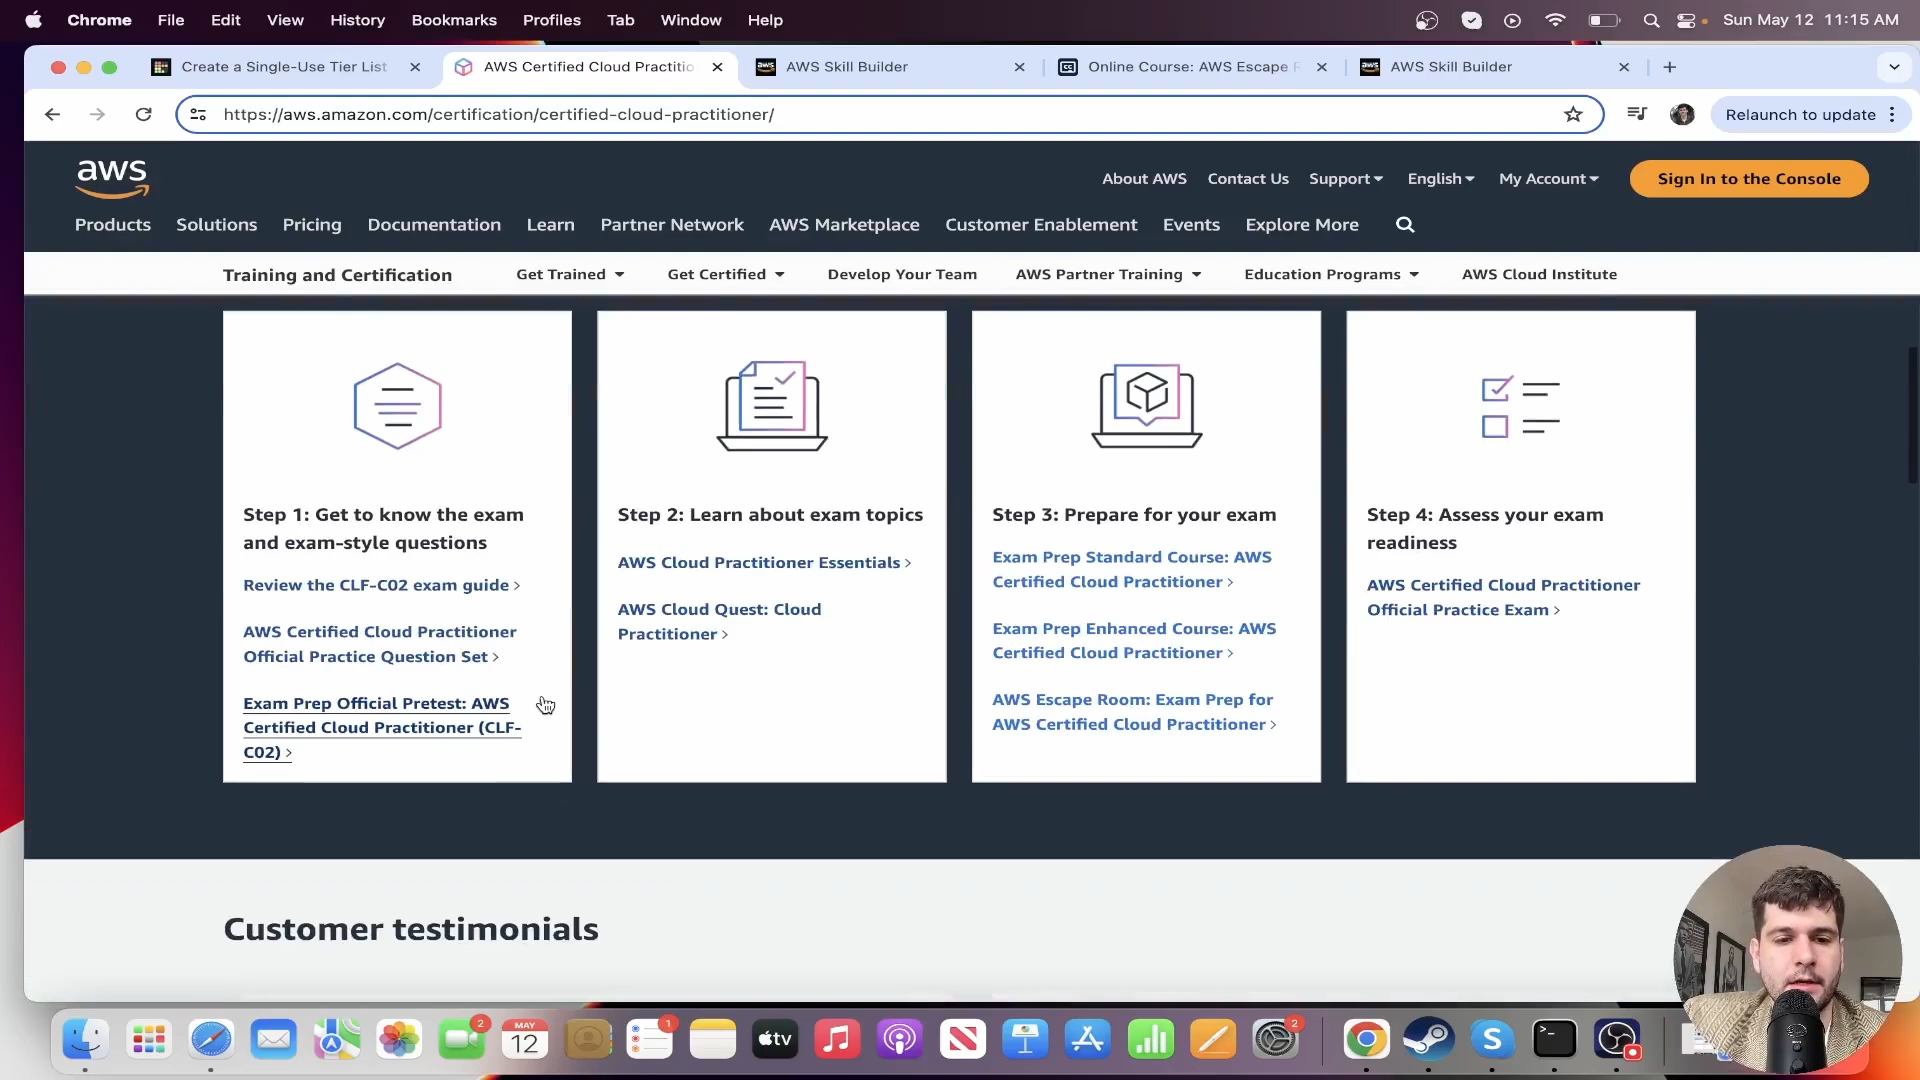 Chrome File Edit View History Bookmarks Profiles Tab Window Help Sun May 12 11:15 AM
Create a Single-Use Tier List AWS Certified Cloud Practitio AWS Skill Builder Online Course: AWS Escape R AWS Skill Builder
https://aws.amazon.com/certification/certified-cloud-practitioner/ Relaunch to update
aws
About AWS Contact Us Support English My Account Sign In to the Console
Products Solutions Pricing Documentation Learn Partner Network AWS Marketplace Customer Enablement Events Explore More
Training and Certification Get Trained Get Certified Develop Your Team AWS Partner Training Education Programs AWS Cloud Institute
Step 1: Get to know the exam
and exam-style questions
Review the CLF-C02 exam guide >
AWS Certified Cloud Practitioner
Official Practice Question Set >
Exam Prep Official Pretest: AWS
Certified Cloud Practitioner (CLF-
C02) >
Step 2: Learn about exam topics
AWS Cloud Practitioner Essentials >
AWS Cloud Quest: Cloud
Practitioner >
Step 3: Prepare for your exam
Exam Prep Standard Course: AWS
Certified Cloud Practitioner >
Exam Prep Enhanced Course: AWS
Certified Cloud Practitioner >
AWS Escape Room: Exam Prep for
AWS Certified Cloud Practitioner >
Step 4: Assess your exam
readiness
AWS Certified Cloud Practitioner
Official Practice Exam >
Customer testimonials
2
MAY
12
1
tv
2